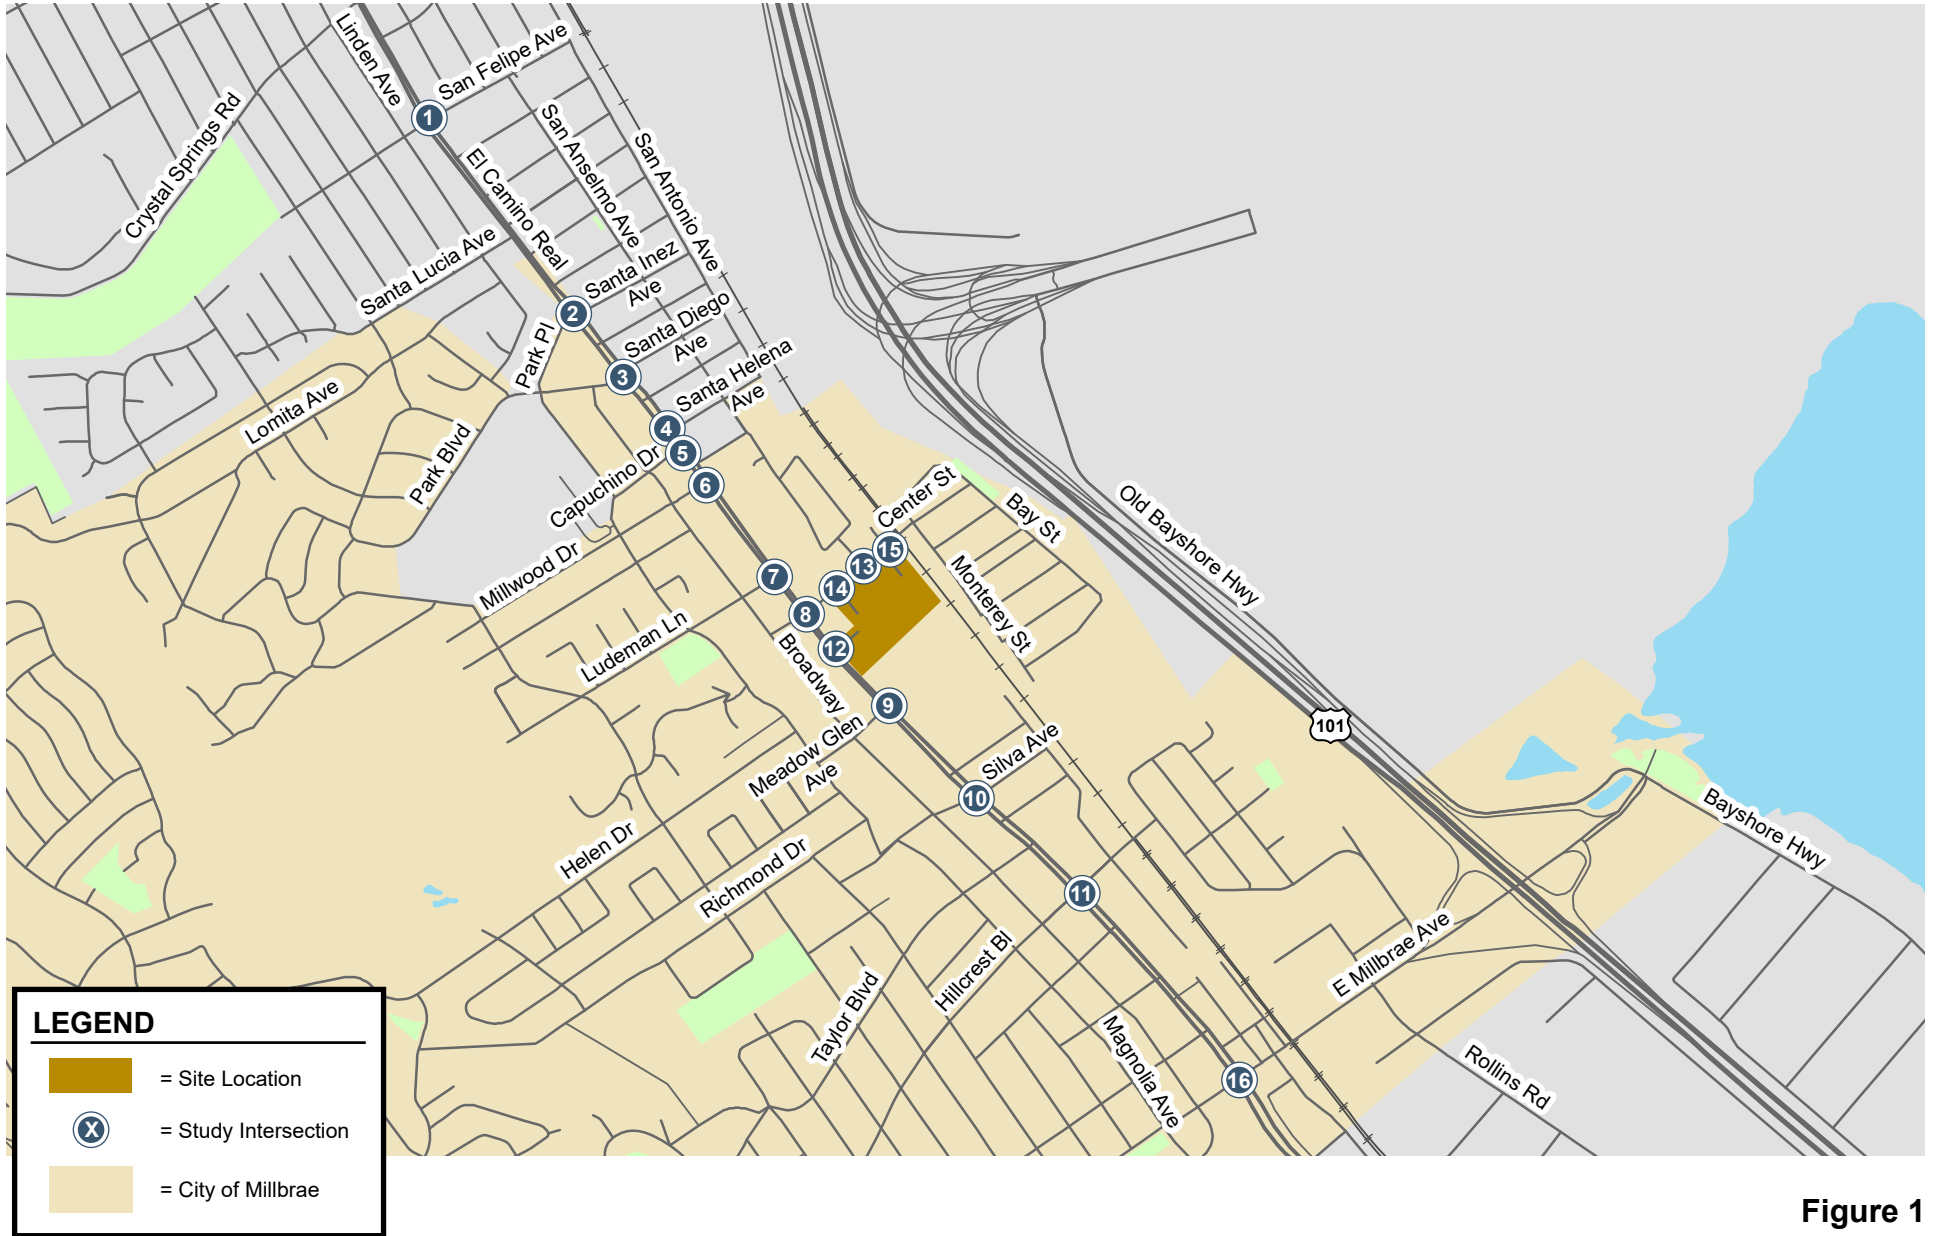 Linden Ave
San Felipe Ave
1
Crystal Springs Rd
San Anselmo Ave
San Antonio Ave
El Camino Real
Santa Lucia Ave
Santa Inez
Ave
2
Park Pl
Santa Diego
Ave
3
Santa Helena
Ave
4
5
Lomita Ave
Park Blvd
Capuchino Dr
6
Center St
Bay St
Old Bayshore Hwy
Millwood Dr
7
15
13
14
Monterey St
8
Ludeman Ln
12
Broadway
9
101
Meadow Glen
Ave
Silva Ave
10
Bayshore Hwy
Helen Dr
Richmond Dr
11
E Millbrae Ave
Hillcrest Bl
Taylor Blvd
Magnolia Ave
16
Rollins Rd
LEGEND
= Site Location
X
= Study Intersection
= City of Millbrae
Figure 1